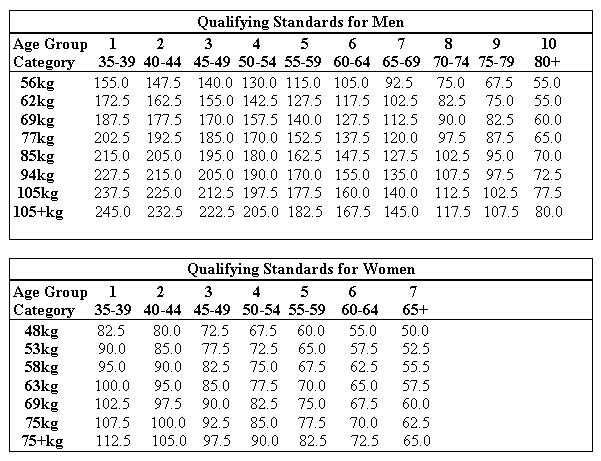 Qualifying Standards for Men
Age Group 1 2 3 4 5 6 7 8 9 10
Category 35-39 40-44 45-49 50-54 55-59 60-64 65-69 70-74 75-79 80+
56kg 155.0 147.5 140.0 130.0 115.0 105.0 92.5 75.0 67.5 55.0
62kg 172.5 162.5 155.0 142.5 127.5 117.5 102.5 82.5 75.0 55.0
69kg 187.5 177.5 170.0 157.5 140.0 127.5 112.5 90.0 82.5 60.0
77kg 202.5 192.5 185.0 170.0 152.5 137.5 120.0 97.5 87.5 65.0
85kg 215.0 205.0 195.0 180.0 162.5 147.5 127.5 102.5 95.0 70.0
94kg 227.5 215.0 205.0 190.0 170.0 155.0 135.0 107.5 97.5 72.5
105kg 237.5 225.0 212.5 197.5 177.5 160.0 140.0 112.5 102.5 77.5
105+kg 245.0 232.5 222.5 205.0 182.5 167.5 145.0 117.5 107.5 80.0
Qualifying Standards for Women
Age Group 1 2 3 4 5 6 7
Category 35-39 40-44 45-49 50-54 55-59 60-64 65+
48kg 82.5 80.0 72.5 67.5 60.0 55.0 50.0
53kg 90.0 85.0 77.5 72.5 65.0 57.5 52.5
58kg 95.0 90.0 82.5 75.0 67.5 62.5 55.5
63kg 100.0 95.0 85.0 77.5 70.0 65.0 57.5
69kg 102.5 97.5 90.0 82.5 75.0 67.5 60.0
75kg 107.5 100.0 92.5 85.0 77.5 70.0 62.5
75+kg 112.5 105.0 97.5 90.0 82.5 72.5 65.0